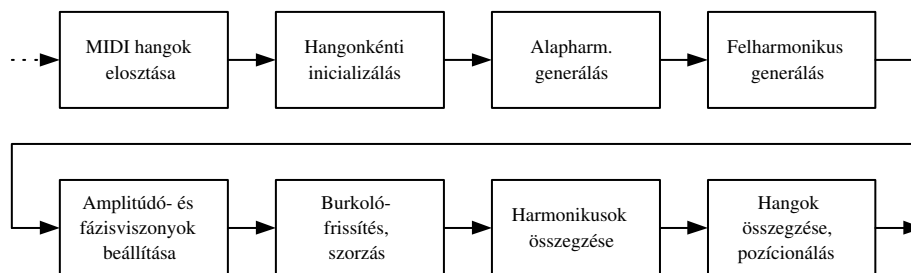 MIDI hangok
elosztása
Hangonkénti
inicializálás
Alapharm.
generálás
Felharmonikus
generálás
Amplitúdó- és
fázisviszonyok
beállítása
Burkoló-
frissítés,
szorzás
Harmonikusok
összegzése
Hangok
összegzése,
pozícionálás